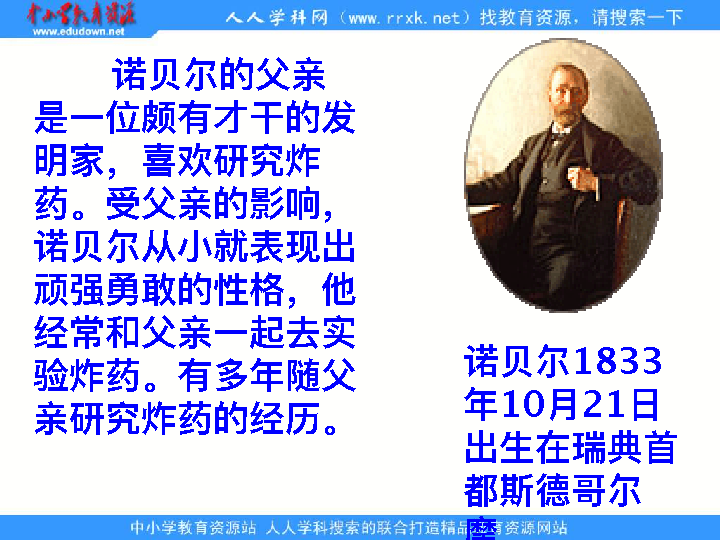 中小学教育资源
www.edudown.net
人人学科网（www.rrxk.net）找教育资源，请搜索一下
诺贝尔的父亲
是一位颇有才干的发
明家，喜欢研究炸
药。受父亲的影响，
诺贝尔从小就表现出
顽强勇敢的性格，他
经常和父亲一起去实
验炸药。有多年随父
亲研究炸药的经历。
诺贝尔1833
年10月21日
出生在瑞典首
都斯德哥尔
摩
中小学教育资源站 人人学科搜索的联合打造精品教育资源网站